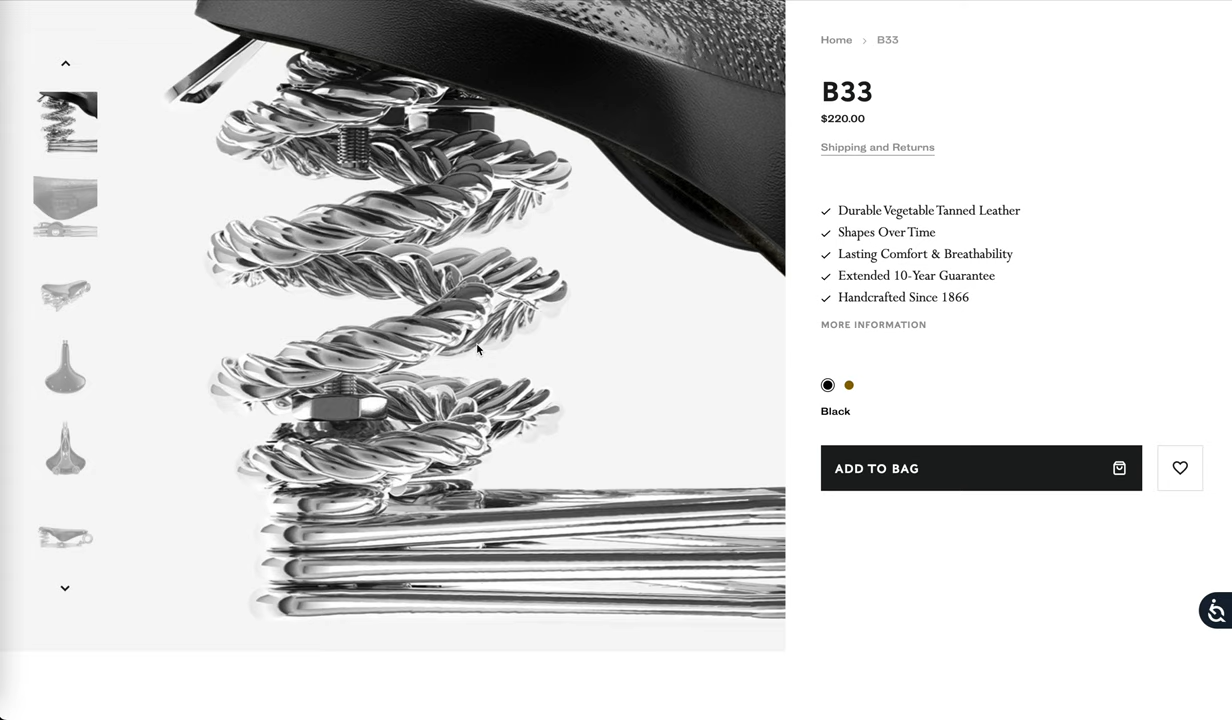 Home > B33
B33
$220.00
Shipping and Returns
Durable Vegetable Tanned Leather
Shapes Over Time
Lasting Comfort & Breathability
Extended 10-Year Guarantee
Handcrafted Since 1866
MORE INFORMATION
Black
ADD TO BAG